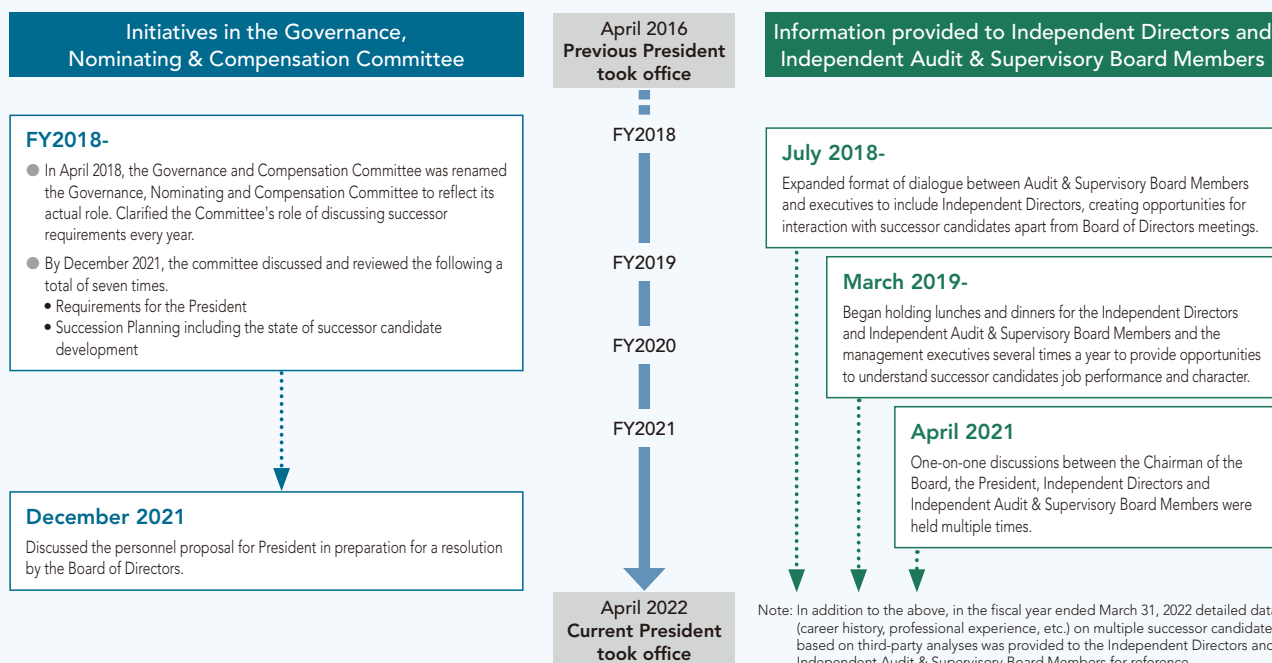 Initiatives in the Governance,
Nominating & Compensation Committee
FY2018-
● In April 2018, the Governance and Compensation Committee was renamed
the Governance, Nominating and Compensation Committee to reflect its
actual role. Clarified the Committee's role of discussing successor
requirements every year.
● By December 2021, the committee discussed and reviewed the following a
total of seven times.
• Requirements for the President
• Succession Planning including the state of successor candidate
development
December 2021
Discussed the personnel proposal for President in preparation for a resolution
by the Board of Directors.
April 2016
Previous President
took office
FY2018
FY2019
FY2020
FY2021
April 2022
Current President
took office
Information provided to Independent Directors and
Independent Audit & Supervisory Board Members
July 2018-
Expanded format of dialogue between Audit & Supervisory Board Members
and executives to include Independent Directors, creating opportunities for
interaction with successor candidates apart from Board of Directors meetings.
March 2019-
Began holding lunches and dinners for the Independent Directors
and Independent Audit & Supervisory Board Members and the
management executives several times a year to provide opportunities
to understand successor candidates job performance and character.
April 2021
One-on-one discussions between the Chairman of the
Board, the President, Independent Directors and
Independent Audit & Supervisory Board Members were
held multiple times.
Note: In addition to the above, in the fiscal year ended March 31, 2022 detailed data
(career history, professional experience, etc.) on multiple successor candidate
based on third-party analyses was provided to the Independent Directors and
Independent Audit & Supervisory Board Members for reference